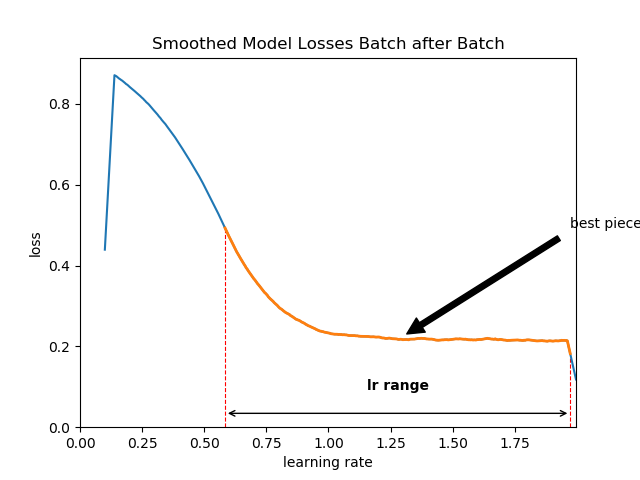 Smoothed Model Losses Batch after Batch
0.8
0.6
0.4
0.2
0.0
loss
best piece
lr range
0.00 0.25 0.50 0.75 1.00 1.25 1.50 1.75
learning rate